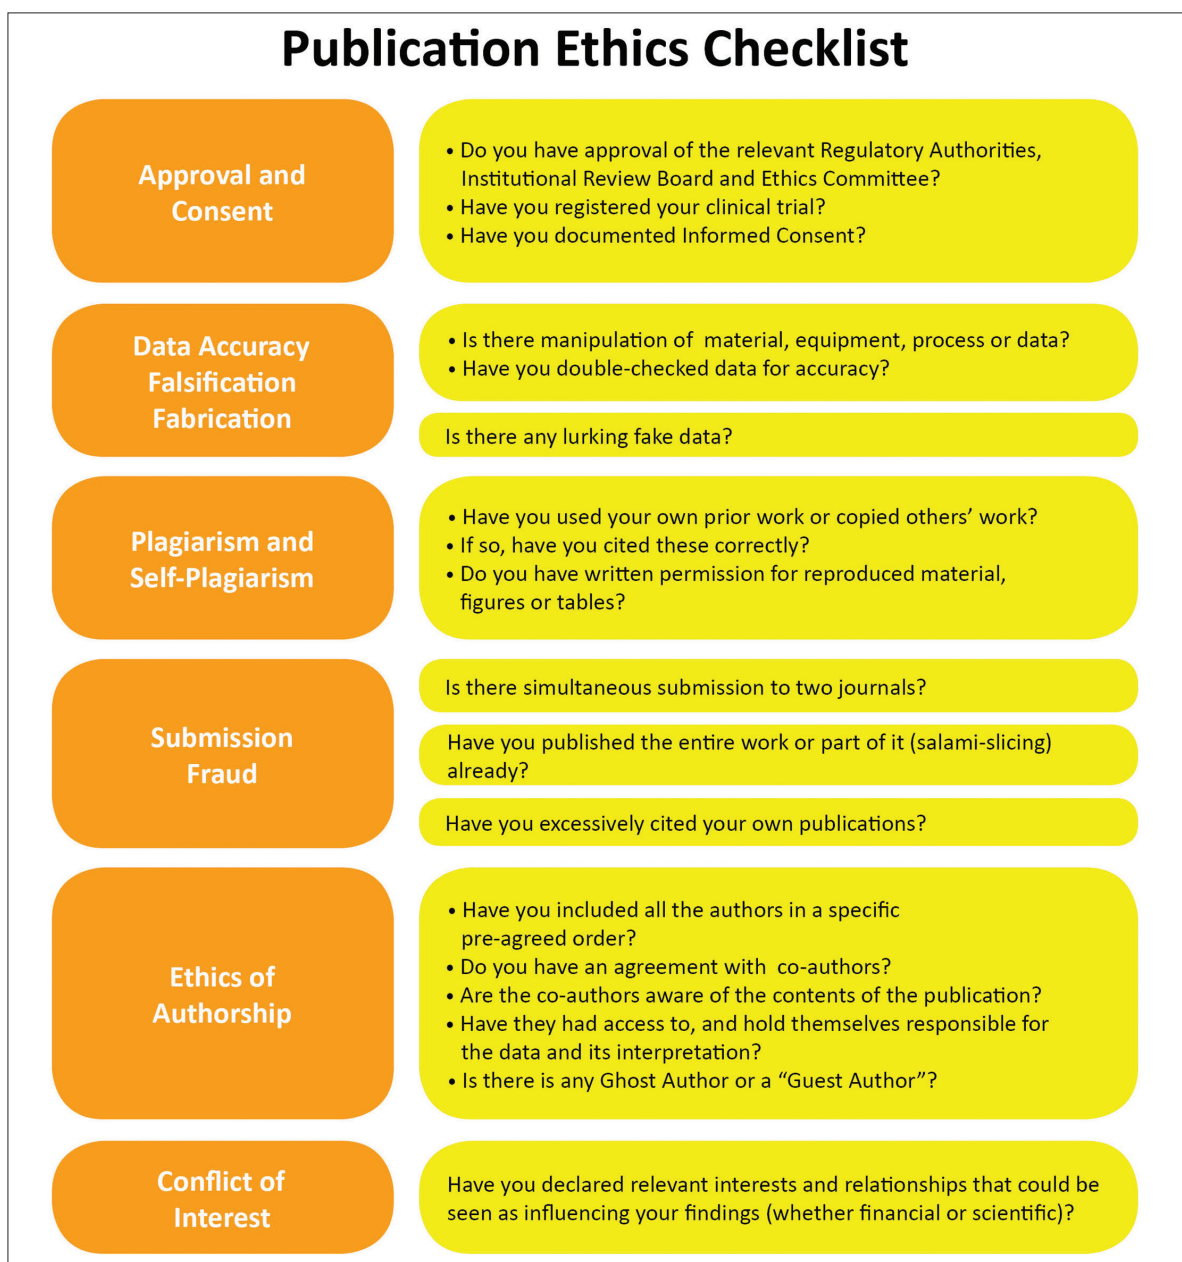 Publication Ethics Checklist
Approval and
Consent
• Do you have approval of the relevant Regulatory Authorities,
Institutional Review Board and Ethics Committee?
• Have you registered your clinical trial?
• Have you documented Informed Consent?
Data Accuracy
Falsification
Fabrication
• Is there manipulation of material, equipment, process or data?
• Have you double-checked data for accuracy?
Is there any lurking fake data?
Plagiarism and
Self-Plagiarism
• Have you used your own prior work or copied others’ work?
• If so, have you cited these correctly?
• Do you have written permission for reproduced material,
figures or tables?
Submission
Fraud
Is there simultaneous submission to two journals?
Have you published the entire work or part of it (salami-slicing)
already?
Have you excessively cited your own publications?
Ethics of
Authorship
• Have you included all the authors in a specific
pre-agreed order?
• Do you have an agreement with co-authors?
• Are the co-authors aware of the contents of the publication?
• Have they had access to, and hold themselves responsible for
the data and its interpretation?
• Is there is any Ghost Author or a “Guest Author”?
Conflict of
Interest
Have you declared relevant interests and relationships that could be
seen as influencing your findings (whether financial or scientific)?